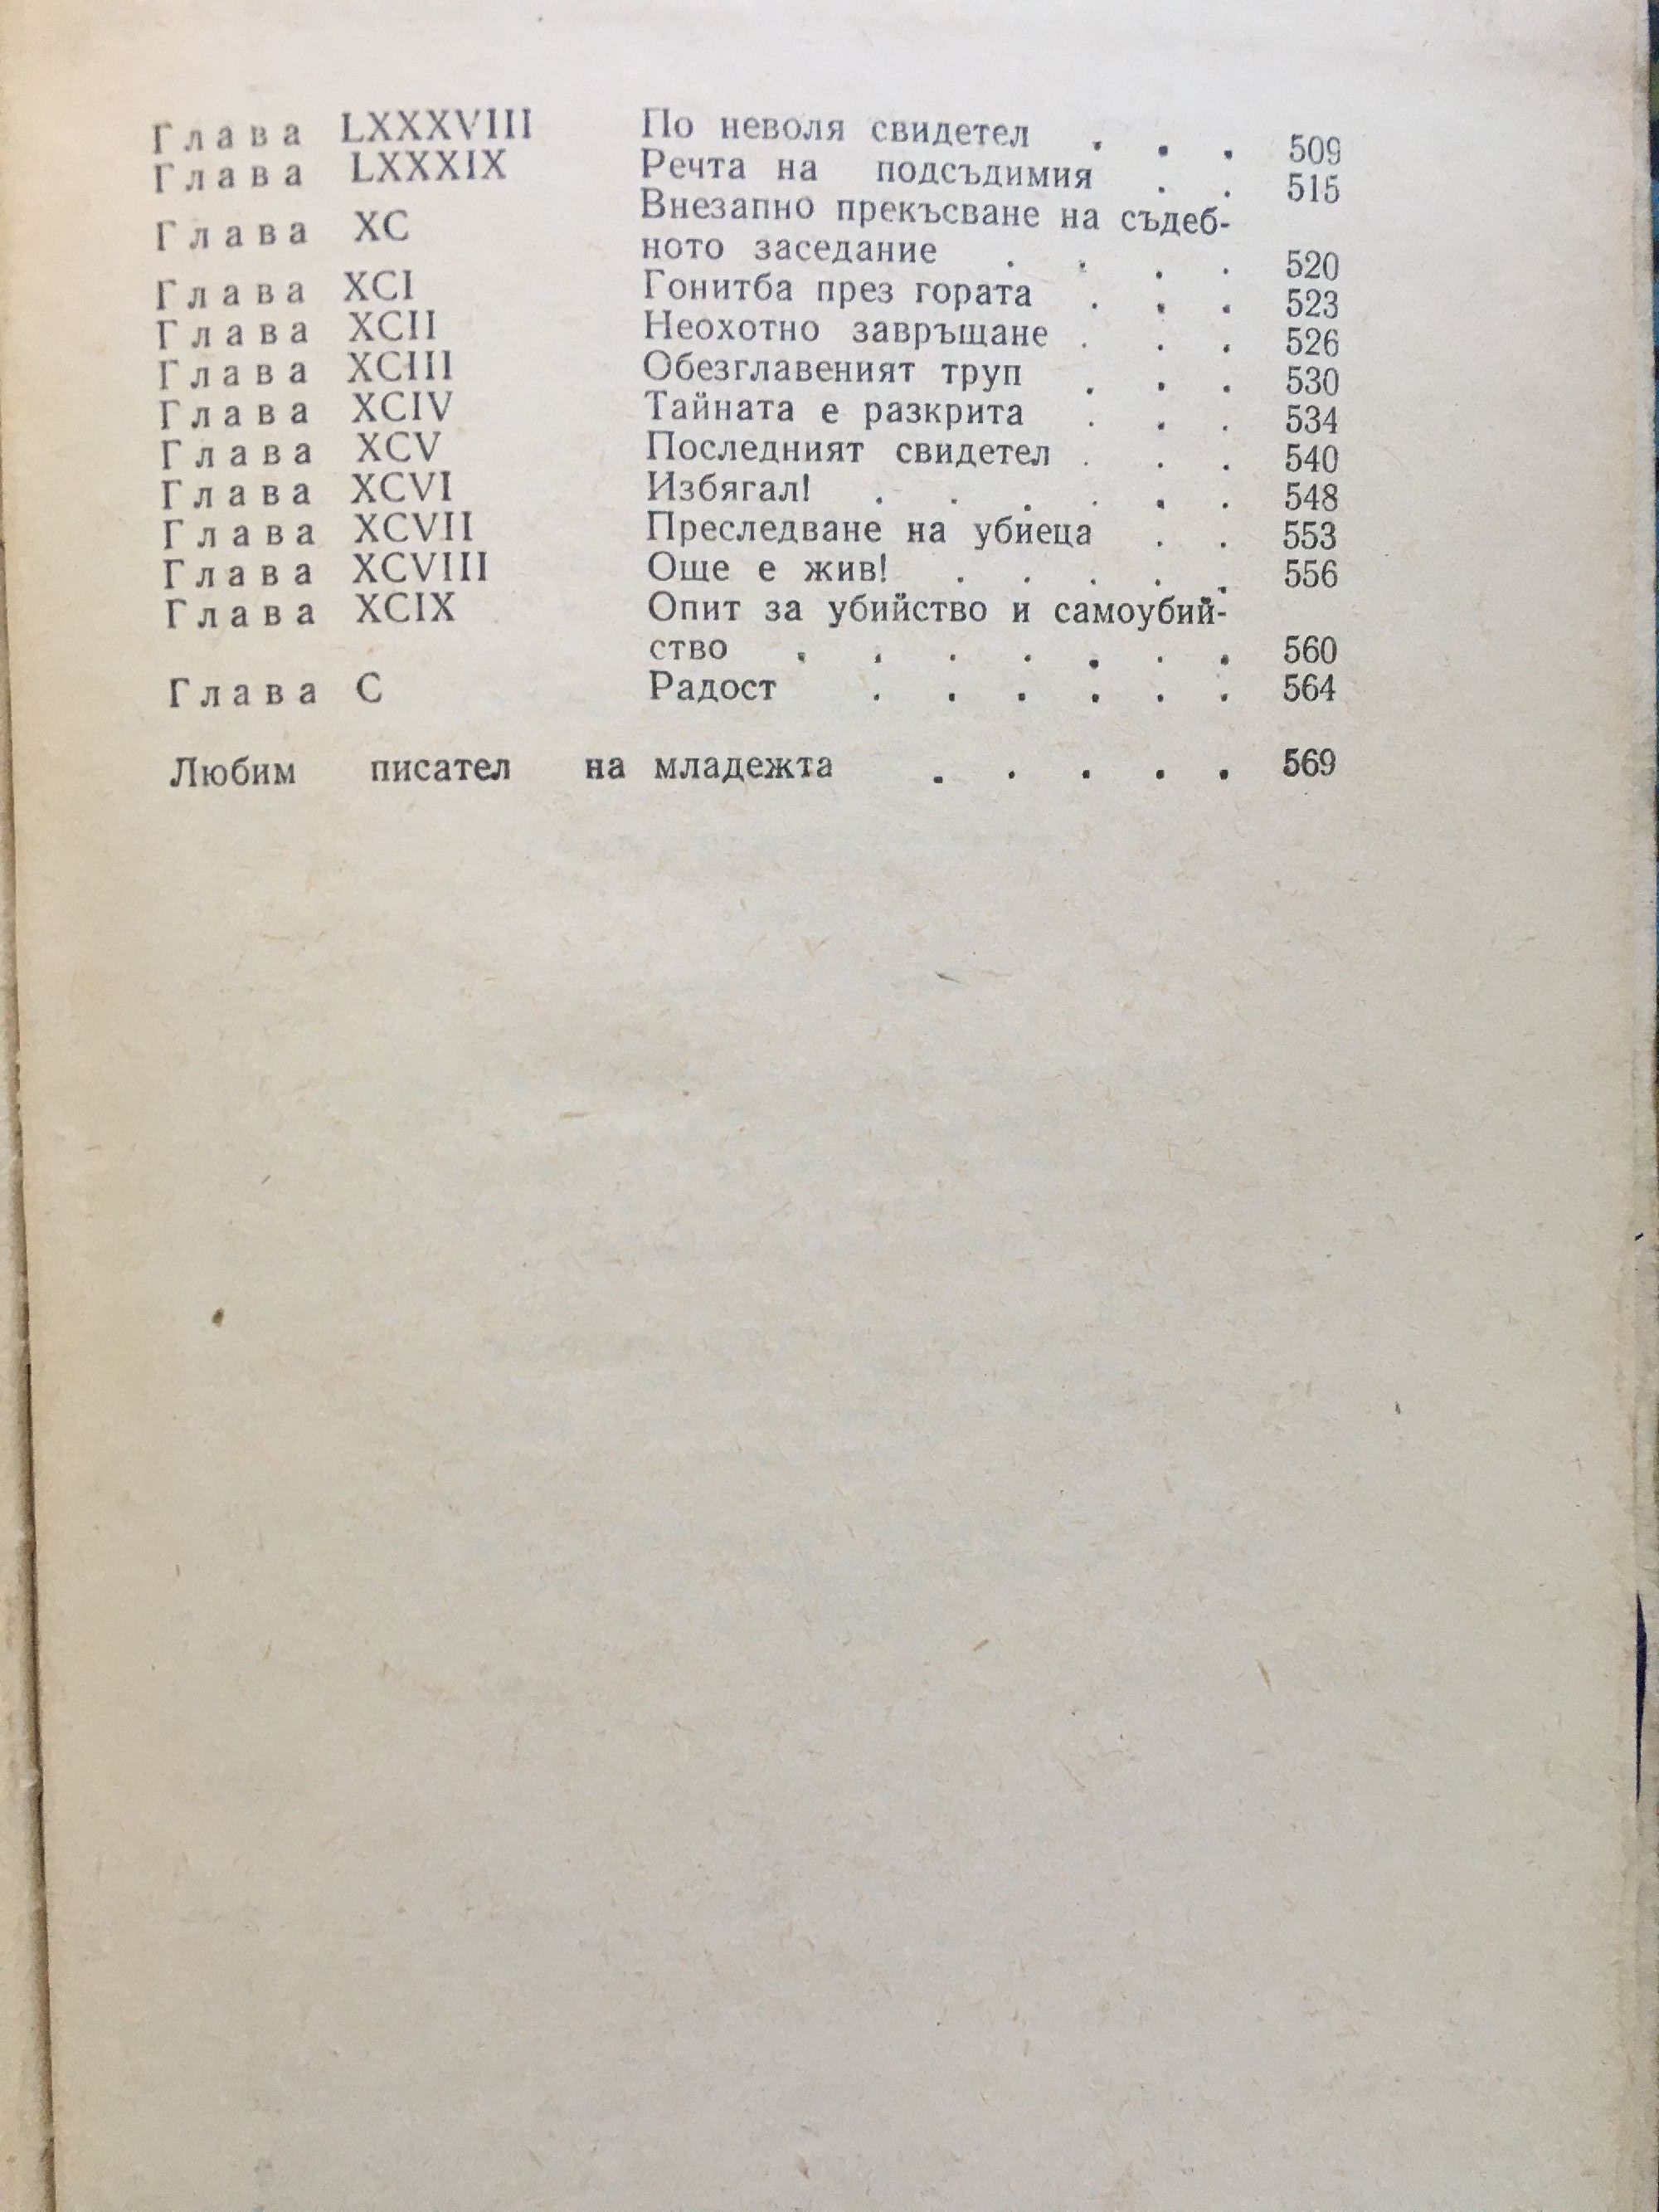 Глава LXXXVIII По неволя свидетел . . . 509
Глава LXXXIX Речта на подсъдимия . . 515
Глава XC Внезапно прекъсване на съдеб-
ното заседание . . . . 520
Глава XCI Гонитба през гората . . . 523
Глава XCII Неохотно завръщане . . . 526
Глава XCIII Обезглавеният труп . . . 530
Глава XCIV Тайната е разкрита . . . 534
Глава XCV Последният свидетел . . . 540
Глава XCVI Избягал! . . . . . . 548
Глава XCVII Преследване на убиеца . . 553
Глава XCVIII Още е жив! . . . . . 556
Глава XCIX Опит за убийство и самоубий-
ство . . . . . . . 560
Глава C Радост . . . . . . 564
Любим писател на младежта . . . . . 569